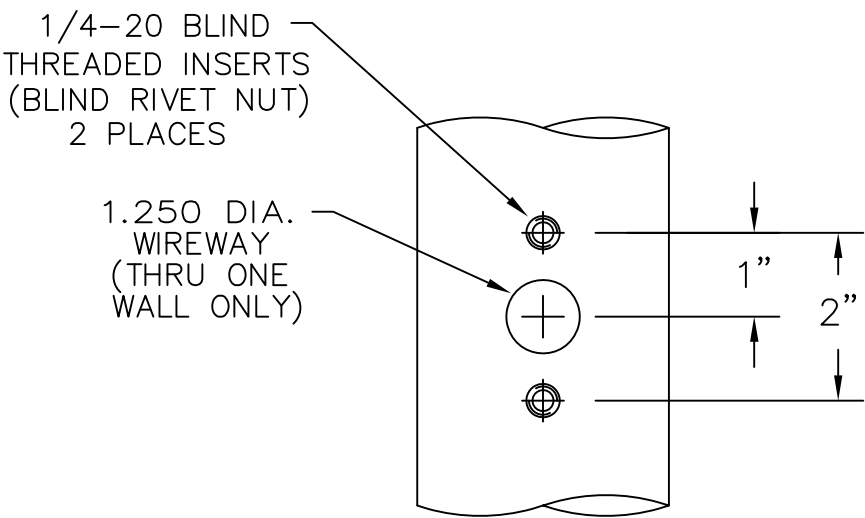 1/4-20 BLIND
THREADED INSERTS
(BLIND RIVET NUT)
2 PLACES
1.250 DIA.
WIREWAY
(THRU ONE
WALL ONLY)
1”
2”